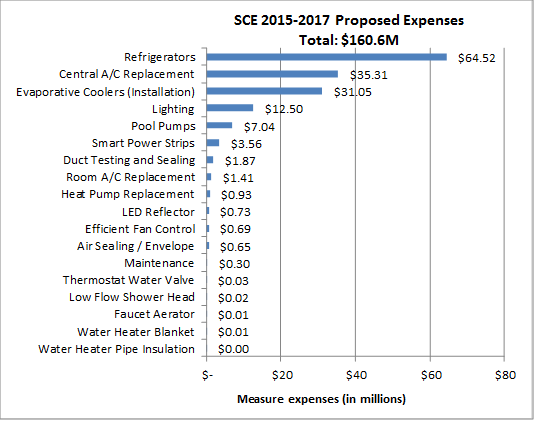 SCE 2015-2017 Proposed Expenses
Total: $160.6M
Refrigerators $64.52
Central A/C Replacement $35.31
Evaporative Coolers (Installation) $31.05
Lighting $12.50
Pool Pumps $7.04
Smart Power Strips $3.56
Duct Testing and Sealing $1.87
Room A/C Replacement $1.41
Heat Pump Replacement $0.93
LED Reflector $0.73
Efficient Fan Control $0.69
Air Sealing / Envelope $0.65
Maintenance $0.30
Thermostat Water Valve $0.03
Low Flow Shower Head $0.02
Faucet Aerator $0.01
Water Heater Blanket $0.01
Water Heater Pipe Insulation $0.00
$- $20 $40 $60 $80
Measure expenses (in millions)